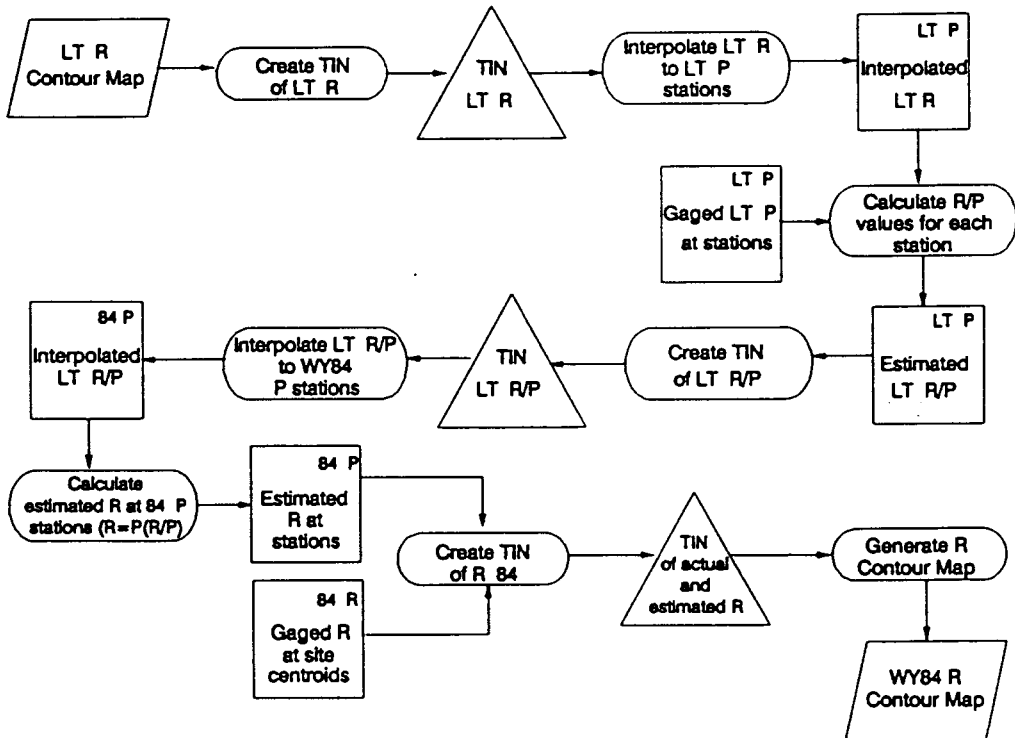 LT R
Contour Map
Create TIN
of LT R
TIN
LT R
Interpolate LT R
to LT P
stations
LT P
Interpolated
LT R
LT P
Gaged LT P
at stations
Calculate R/P
values for each
station
84 P
Interpolated
LT R/P
Interpolate LT R/P
to WY84
P stations
TIN
LT R/P
Create TIN
of LT R/P
LT P
Estimated
LT R/P
Calculate
estimated R at 84 P
stations (R=P(R/P)
84 P
Estimated
R at
stations
84 R
Gaged R
at site
centroids
Create TIN
of R 84
TIN
of actual
and
estimated R
Generate R
Contour Map
WY84 R
Contour Map